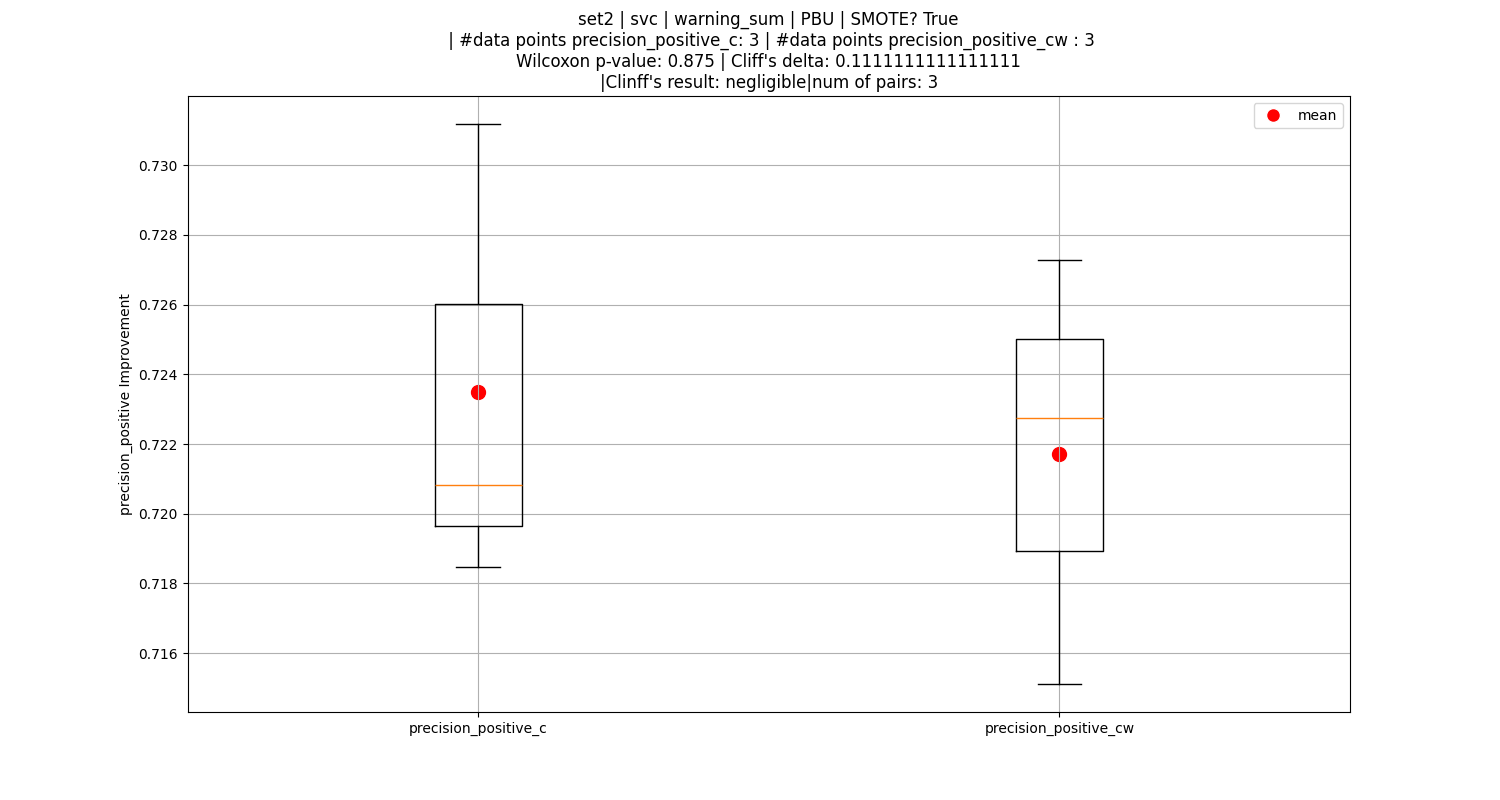 set2 | svc | warning_sum | PBU | SMOTE? True
| #data points precision_positive_c: 3 | #data points precision_positive_cw : 3
Wilcoxon p-value: 0.875 | Cliff's delta: 0.1111111111111111
|Clinff's result: negligible|num of pairs: 3
mean
0.730
0.728
0.726
0.724
0.722
0.720
0.718
0.716
precision_positive Improvement
precision_positive_c
precision_positive_cw